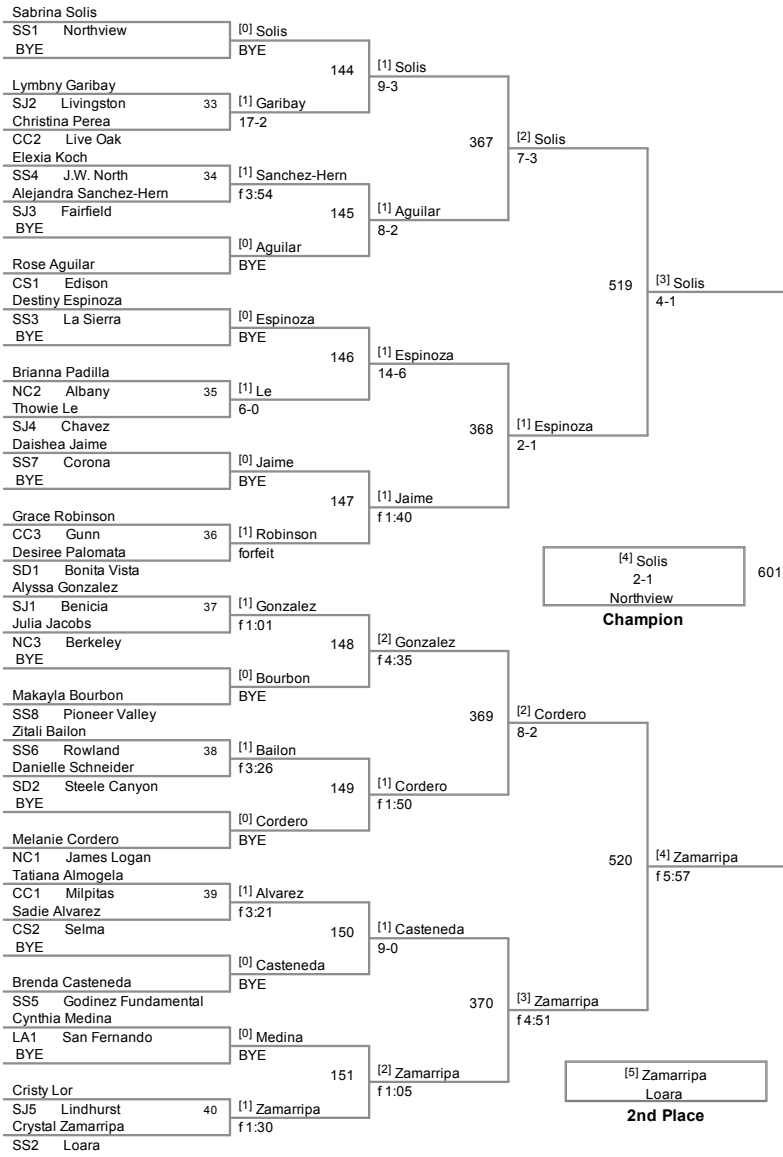 Sabrina Solis
SS1 Northview
BYE
Lymbny Garibay
SJ2 Livingston 33
Christina Perea
CC2 Live Oak
Elexia Koch
SS4 J.W. North 34
Alejandra Sanchez-Hern
SJ3 Fairfield
BYE
Rose Aguilar
CS1 Edison
Destiny Espinoza
SS3 La Sierra
BYE
Brianna Padilla
NC2 Albany 35
Thowie Le
SJ4 Chavez
Daishea Jaime
SS7 Corona
BYE
Grace Robinson
CC3 Gunn 36
Desiree Palomata
SD1 Bonita Vista
Alyssa Gonzalez
SJ1 Benicia 37
Julia Jacobs
NC3 Berkeley
BYE
Makayla Bourbon
SS8 Pioneer Valley
Zitali Bailon
SS6 Rowland 38
Danielle Schneider
SD2 Steele Canyon
BYE
Melanie Cordero
NC1 James Logan
Tatiana Almogela
CC1 Milpitas 39
Sadie Alvarez
CS2 Selma
BYE
Brenda Casteneda
SS5 Godinez Fundamental
Cynthia Medina
LA1 San Fernando
BYE
Cristy Lor
SJ5 Lindhurst 40
Crystal Zamarripa
SS2 Loara
[0] Solis
BYE
144
[1] Garibay
17-2
[1] Sanchez-Hern
f 3:54
145
[0] Aguilar
BYE
[0] Espinoza
BYE
146
[1] Le
6-0
[0] Jaime
BYE
147
[1] Robinson
forfeit
[1] Gonzalez
f 1:01
148
[0] Bourbon
BYE
[1] Bailon
f 3:26
149
[0] Cordero
BYE
[1] Alvarez
f 3:21
150
[0] Casteneda
BYE
[0] Medina
BYE
151
[1] Zamarripa
f 1:30
[1] Solis
9-3
367
[1] Aguilar
8-2
[1] Espinoza
14-6
368
[1] Jaime
f 1:40
[2] Gonzalez
f 4:35
369
[1] Cordero
f 1:50
[1] Casteneda
9-0
370
[2] Zamarripa
f 1:05
[2] Solis
7-3
519
[1] Espinoza
2-1
[2] Cordero
8-2
520
[3] Zamarripa
f 4:51
[3] Solis
4-1
[4] Solis
2-1
Northview
601
Champion
[4] Zamarripa
f 5:57
[5] Zamarripa
Loara
2nd Place